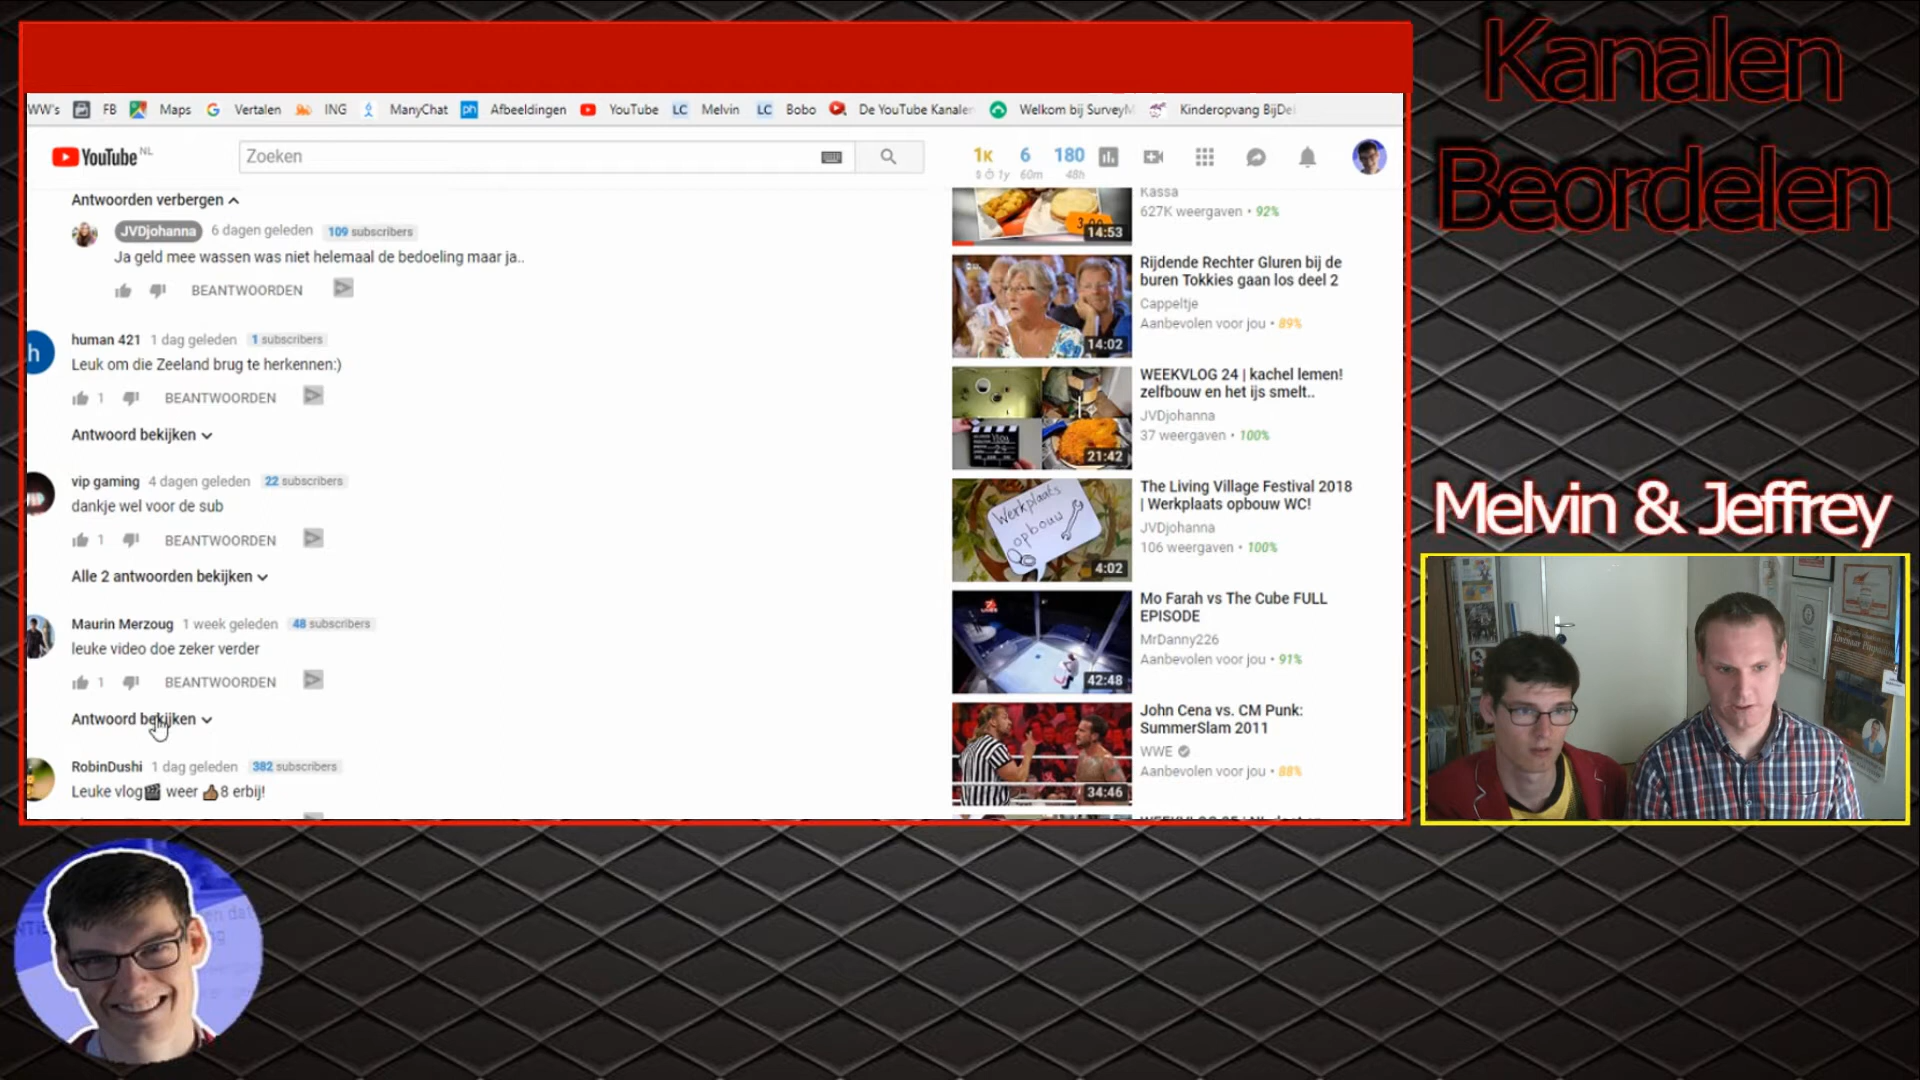 Kanalen
Beordelen
WW's FB Maps Vertalen ING ManyChat Afbeeldingen YouTube Melvin Bobo De YouTube Kanalen Welkom bij SurveyM Kinderopvang BijDe
YouTube NL
Zoeken
1K 6 180
1y 60m 48h
Antwoorden verbergen
JVDjohanna 6 dagen geleden 109 subscribers
Ja geld mee wassen was niet helemaal de bedoeling maar ja..
BEANTWOORDEN
human 421 1 dag geleden 1 subscribers
Leuk om die Zeeland brug te herkennen:)
1 BEANTWOORDEN
Antwoord bekijken
vip gaming 4 dagen geleden 22 subscribers
dankje wel voor de sub
1 BEANTWOORDEN
Alle 2 antwoorden bekijken
Maurin Merzoug 1 week geleden 48 subscribers
leuke video doe zeker verder
1 BEANTWOORDEN
Antwoord bekijken
RobinDushi 1 dag geleden 382 subscribers
Leuke vlog🎬 weer 👍🏾8 erbij!
Kassa
627K weergaven • 92%
14:53
Rijdende Rechter Gluren bij de
buren Tokkies gaan los deel 2
Cappeltje
Aanbevolen voor jou • 89%
14:02
WEEKVLOG 24 | kachel lemen!
zelfbouw en het ijs smelt..
JVDjohanna
37 weergaven • 100%
21:42
The Living Village Festival 2018
| Werkplaats opbouw WC!
JVDjohanna
106 weergaven • 100%
Werkplaats
opbouw
4:02
Mo Farah vs The Cube FULL
EPISODE
MrDanny226
Aanbevolen voor jou • 91%
42:48
John Cena vs. CM Punk:
SummerSlam 2011
WWE
Aanbevolen voor jou • 88%
34:46
Melvin & Jeffrey